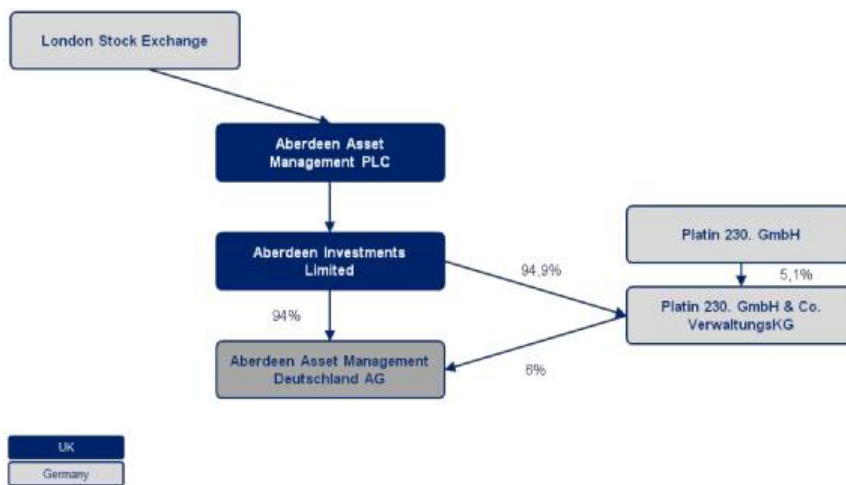 London Stock Exchange
Aberdeen Asset
Management PLC
Aberdeen Investments
Limited
94,9%
Platin 230. GmbH
5,1%
Platin 230. GmbH & Co.
VerwaltungsKG
94%
Aberdeen Asset Management
Deutschland AG
6%
UK
Germany